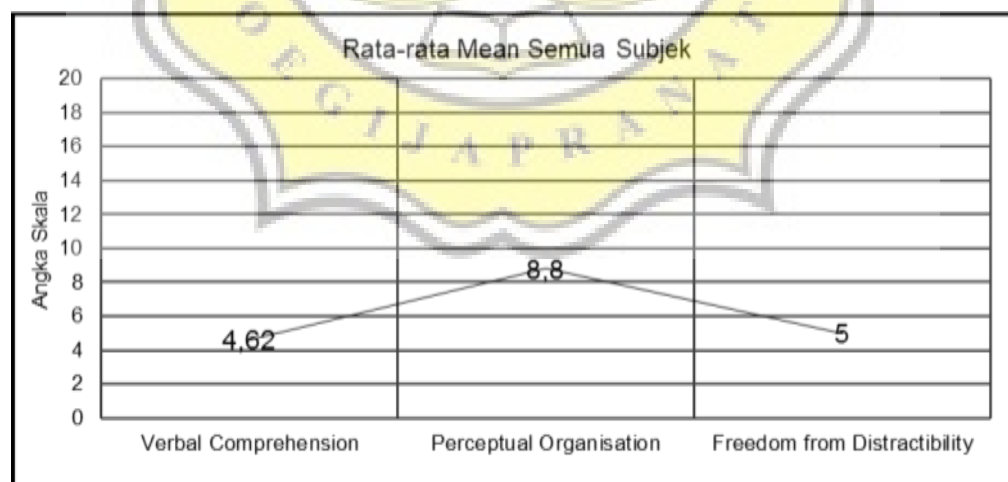 OEGIJAPRANAT
Rata-rata Mean Semua Subjek
Angka Skala
20
18
16
14
12
10
8
6
4
2
0
4,62
8,8
5
Verbal Comprehension
Perceptual Organisation
Freedom from Distractibility